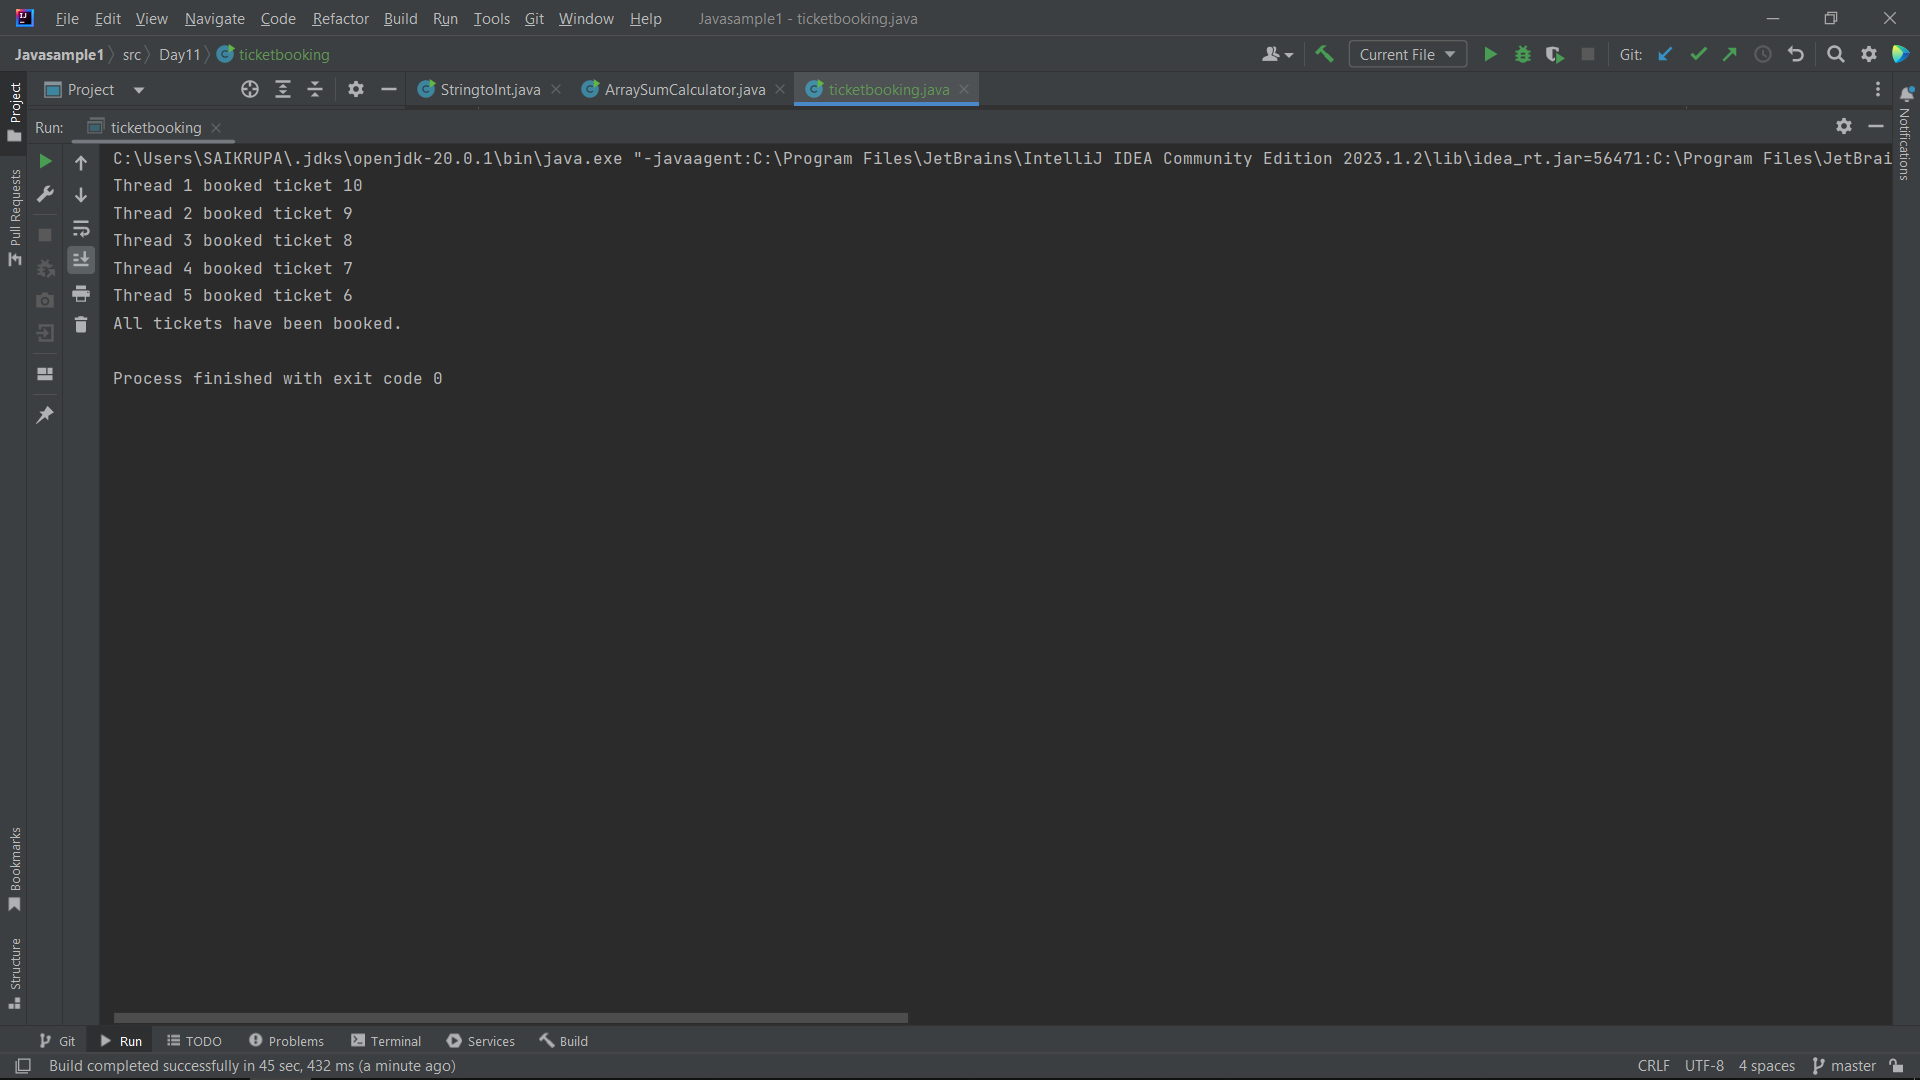 File Edit View Navigate Code Refactor Build Run Tools Git Window Help Javasample1 - ticketbooking.java
Javasample1 src Day11 ticketbooking Current File Git:
Project StringtoInt.java ArraySumCalculator.java ticketbooking.java
Run: ticketbooking
C:\Users\SAIKRUPA\.jdks\openjdk-20.0.1\bin\java.exe "-javaagent:C:\Program Files\JetBrains\IntelliJ IDEA Community Edition 2023.1.2\lib\idea_rt.jar=56471:C:\Program Files\JetBrai
Thread 1 booked ticket 10
Thread 2 booked ticket 9
Thread 3 booked ticket 8
Thread 4 booked ticket 7
Thread 5 booked ticket 6
All tickets have been booked.
Process finished with exit code 0
Project
Pull Requests
Bookmarks
Structure
Notifications
Git Run TODO Problems Terminal Services Build
Build completed successfully in 45 sec, 432 ms (a minute ago) CRLF UTF-8 4 spaces master